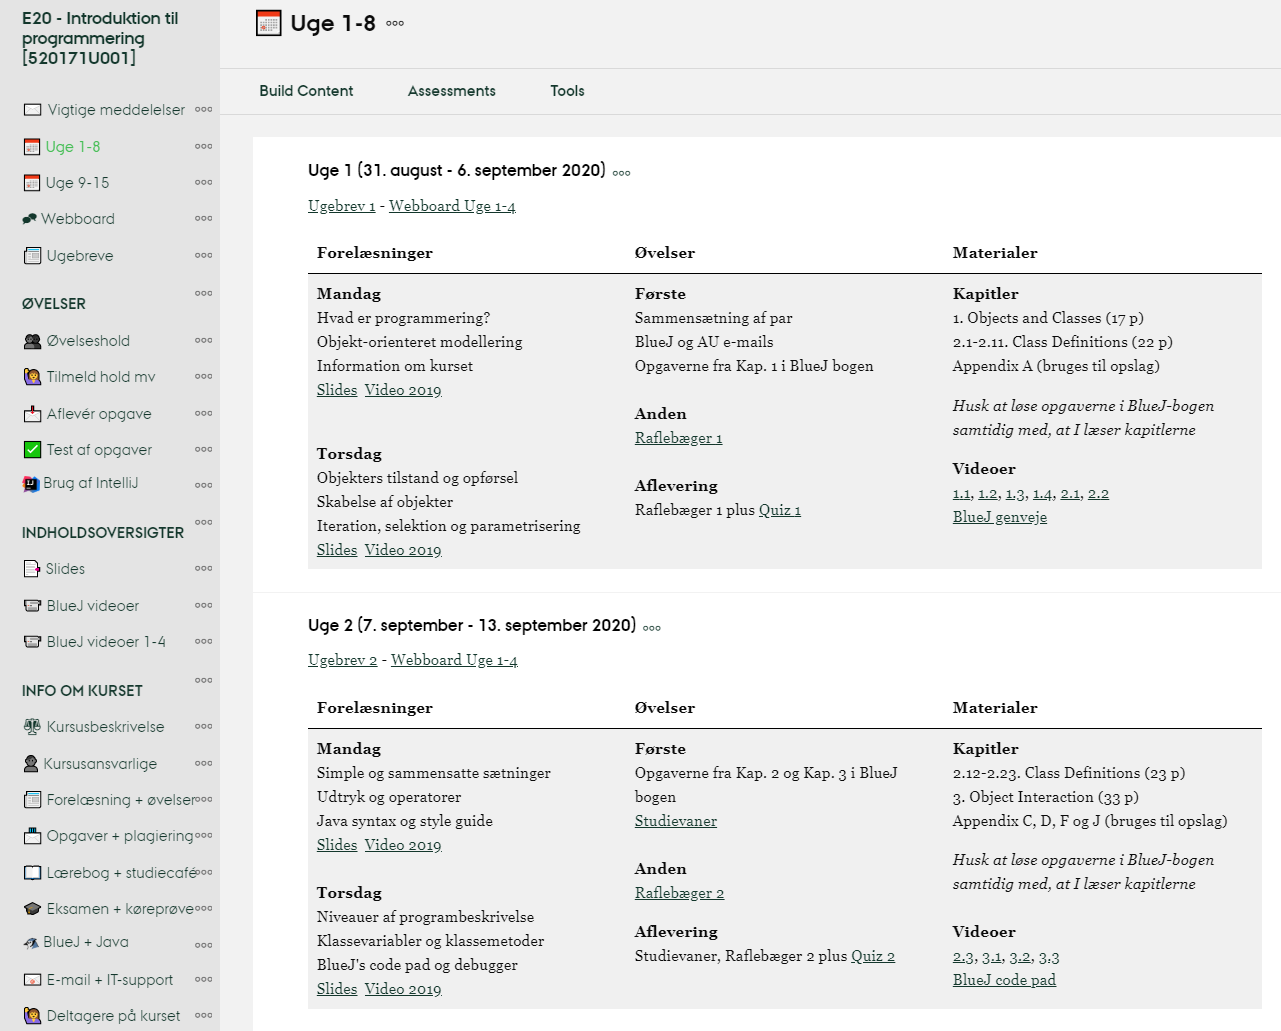 E20 - Introduktion til
programmering
[520171U001]
Vigtige meddelelser
Uge 1-8
Uge 9-15
Webboard
Ugebreve
ØVELSER
Øvelseshold
Tilmeld hold mv
Aflevér opgave
Test af opgaver
Brug af IntelliJ
INDHOLDSOVERSIGTER
Slides
BlueJ videoer
BlueJ videoer 1-4
INFO OM KURSET
Kursusbeskrivelse
Kursusansvarlige
Forelæsning + øvelser
Opgaver + plagiering
Lærebog + studiecafé
Eksamen + køreprøve
BlueJ + Java
E-mail + IT-support
Deltagere på kurset
Uge 1-8
Build Content Assessments Tools
Uge 1 (31. august - 6. september 2020)
Ugebrev 1 - Webboard Uge 1-4
Forelæsninger
Mandag
Hvad er programmering?
Objekt-orienteret modellering
Information om kurset
Slides Video 2019
Torsdag
Objekters tilstand og opførsel
Skabelse af objekter
Iteration, selektion og parametrisering
Slides Video 2019
Øvelser
Første
Sammensætning af par
BlueJ og AU e-mails
Opgaverne fra Kap. 1 i BlueJ bogen
Anden
Raflebæger 1
Aflevering
Raflebæger 1 plus Quiz 1
Materialer
Kapitler
1. Objects and Classes (17 p)
2.1-2.11. Class Definitions (22 p)
Appendix A (bruges til opslag)
Husk at løse opgaverne i BlueJ-bogen
samtidig med, at I læser kapitlerne
Videoer
1.1, 1.2, 1.3, 1.4, 2.1, 2.2
BlueJ genveje
Uge 2 (7. september - 13. september 2020)
Ugebrev 2 - Webboard Uge 1-4
Forelæsninger
Mandag
Simple og sammensatte sætninger
Udtryk og operatorer
Java syntax og style guide
Slides Video 2019
Torsdag
Niveauer af programbeskrivelse
Klassevariabler og klassemetoder
BlueJ's code pad og debugger
Slides Video 2019
Øvelser
Første
Opgaverne fra Kap. 2 og Kap. 3 i BlueJ
bogen
Studievaner
Anden
Raflebæger 2
Aflevering
Studievaner, Raflebæger 2 plus Quiz 2
Materialer
Kapitler
2.12-2.23. Class Definitions (23 p)
3. Object Interaction (33 p)
Appendix C, D, F og J (bruges til opslag)
Husk at løse opgaverne i BlueJ-bogen
samtidig med, at I læser kapitlerne
Videoer
2.3, 3.1, 3.2, 3.3
BlueJ code pad